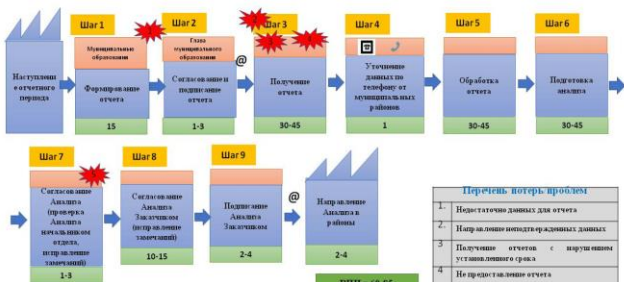 Шаг 1
Шаг 2
Шаг 3
Шаг 4
Шаг 5
Шаг 6
Муниципальные
образования
Глава
муниципального
образования
@
Наступлени
е отчетного
периода
Формирование
отчета
Согласование и
подписание
отчета
Получение
отчета
Уточнение
данных по
телефону от
муниципальных
районов
Обработка
отчета
Подготовка
анализа
15
1-3
30-45
1
30-45
30-45
Шаг 7
Шаг 8
Шаг 9
Согласование
Анализа
(проверка
Анализа
начальником
отдела,
исправление
замечаний)
Согласование
Анализа
Заказчиком
(исправление
замечаний)
Подписание
Анализа
Заказчиком
@
Направление
Анализа в
районы
1-3
10-15
2-4
2-4
Перечень потерь проблем
1. Недостаточно данных для отчета
2. Направление неподтвержденных данных
3 Получение отчетов с нарушением
установленного срока
4 Не предоставление отчета